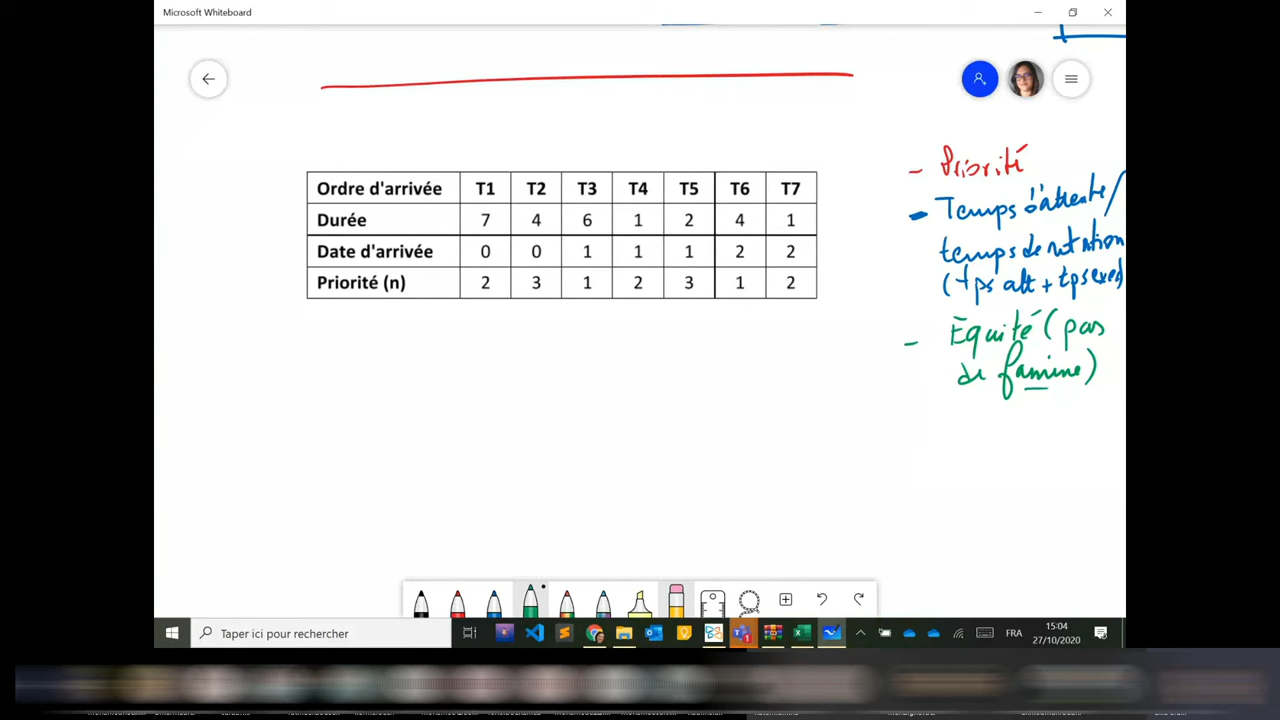 Microsoft Whiteboard
Ordre d'arrivée T1 T2 T3 T4 T5 T6 T7
Durée 7 4 6 1 2 4 1
Date d'arrivée 0 0 1 1 1 2 2
Priorité (n) 2 3 1 2 3 1 2
- Priorité
- Temps d'attente/
temps de rotation
(tps att + tps exe
- Équité (pas
de famine)
Taper ici pour rechercher
FRA
15:04
27/10/2020